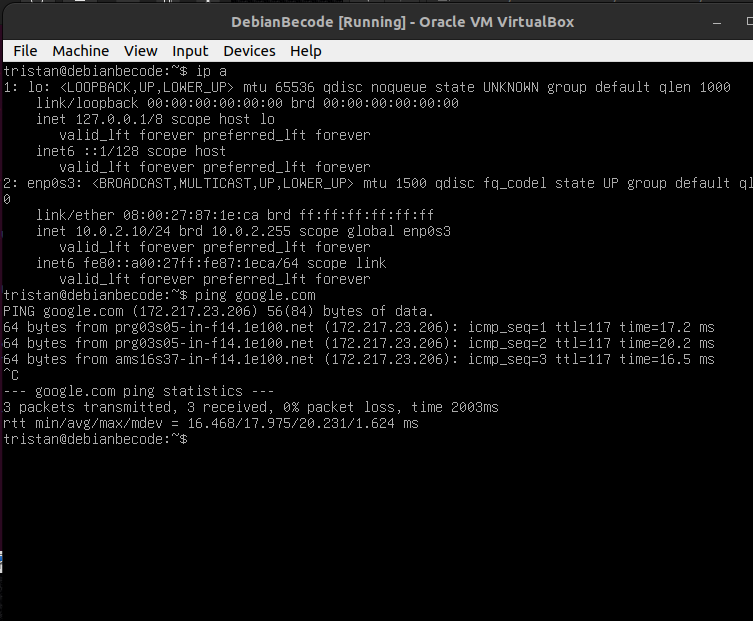 DebianBecode [Running] - Oracle VM VirtualBox
File Machine View Input Devices Help
tristan@debianbecode:~$ ip a
1: lo: <LOOPBACK,UP,LOWER_UP> mtu 65536 qdisc noqueue state UNKNOWN group default qlen 1000
    link/loopback 00:00:00:00:00:00 brd 00:00:00:00:00:00
    inet 127.0.0.1/8 scope host lo
       valid_lft forever preferred_lft forever
    inet6 ::1/128 scope host
       valid_lft forever preferred_lft forever
2: enp0s3: <BROADCAST,MULTICAST,UP,LOWER_UP> mtu 1500 qdisc fq_codel state UP group default ql
0
    link/ether 08:00:27:87:1e:ca brd ff:ff:ff:ff:ff:ff
    inet 10.0.2.10/24 brd 10.0.2.255 scope global enp0s3
       valid_lft forever preferred_lft forever
    inet6 fe80::a00:27ff:fe87:1eca/64 scope link
       valid_lft forever preferred_lft forever
tristan@debianbecode:~$ ping google.com
PING google.com (172.217.23.206) 56(84) bytes of data.
64 bytes from prg03s05-in-f14.1e100.net (172.217.23.206): icmp_seq=1 ttl=117 time=17.2 ms
64 bytes from prg03s05-in-f14.1e100.net (172.217.23.206): icmp_seq=2 ttl=117 time=20.2 ms
64 bytes from ams16s37-in-f14.1e100.net (172.217.23.206): icmp_seq=3 ttl=117 time=16.5 ms
^C
--- google.com ping statistics ---
3 packets transmitted, 3 received, 0% packet loss, time 2003ms
rtt min/avg/max/mdev = 16.468/17.975/20.231/1.624 ms
tristan@debianbecode:~$